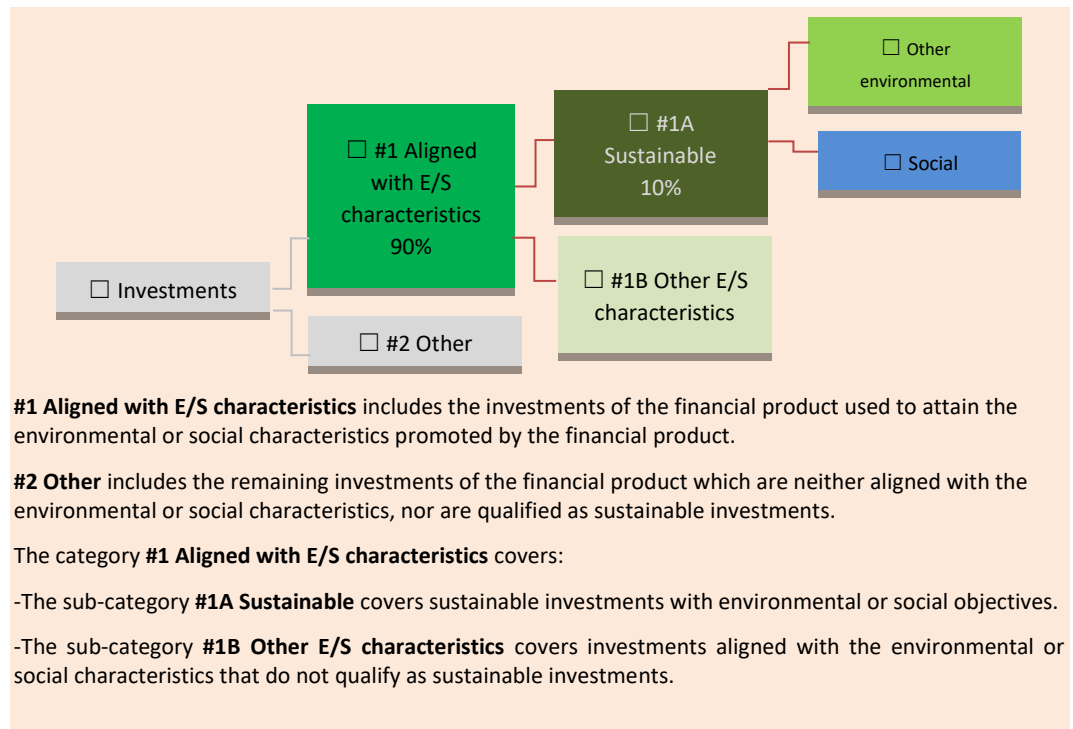 ☐ Other
environmental
☐ #1A
Sustainable
10%
☐ #1 Aligned
with E/S
characteristics
90%
☐ Social
☐ #1B Other E/S
characteristics
☐ Investments
☐ #2 Other
#1 Aligned with E/S characteristics includes the investments of the financial product used to attain the
environmental or social characteristics promoted by the financial product.
#2 Other includes the remaining investments of the financial product which are neither aligned with the
environmental or social characteristics, nor are qualified as sustainable investments.
The category #1 Aligned with E/S characteristics covers:
-The sub-category #1A Sustainable covers sustainable investments with environmental or social objectives.
-The sub-category #1B Other E/S characteristics covers investments aligned with the environmental or
social characteristics that do not qualify as sustainable investments.